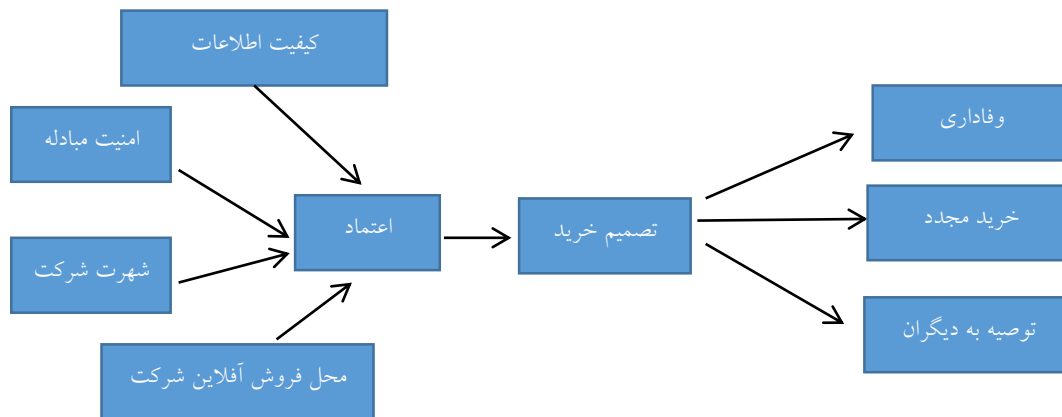 کیفیت اطلاعات
امنیت مبادله
شهرت شرکت
محل فروش آفلاین شرکت
اعتماد
تصمیم خرید
وفاداری
خرید مجدد
توصیه به دیگران